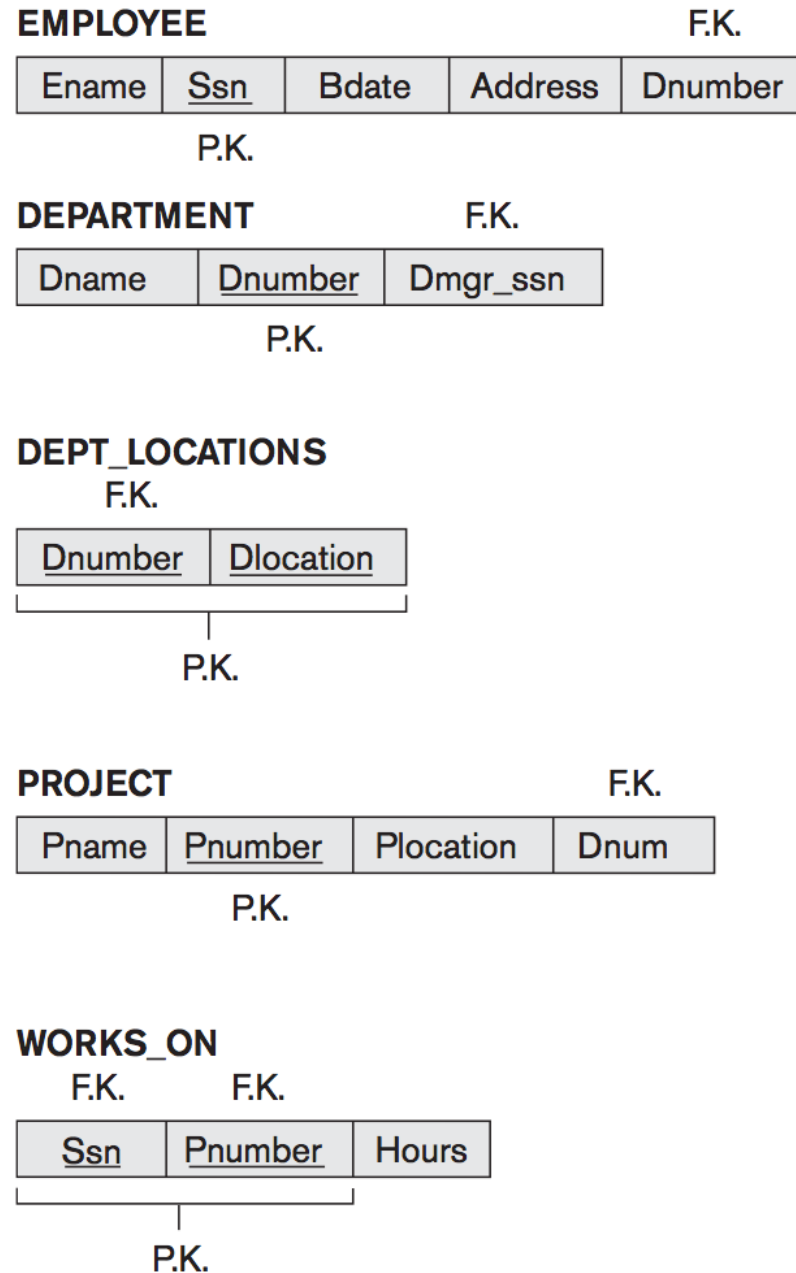 EMPLOYEE F.K.
Ename Ssn Bdate Address Dnumber
P.K.
DEPARTMENT F.K.
Dname Dnumber Dmgr_ssn
P.K.
DEPT_LOCATIONS
F.K.
Dnumber Dlocation
P.K.
PROJECT F.K.
Pname Pnumber Plocation Dnum
P.K.
WORKS_ON
F.K. F.K.
Ssn Pnumber Hours
P.K.